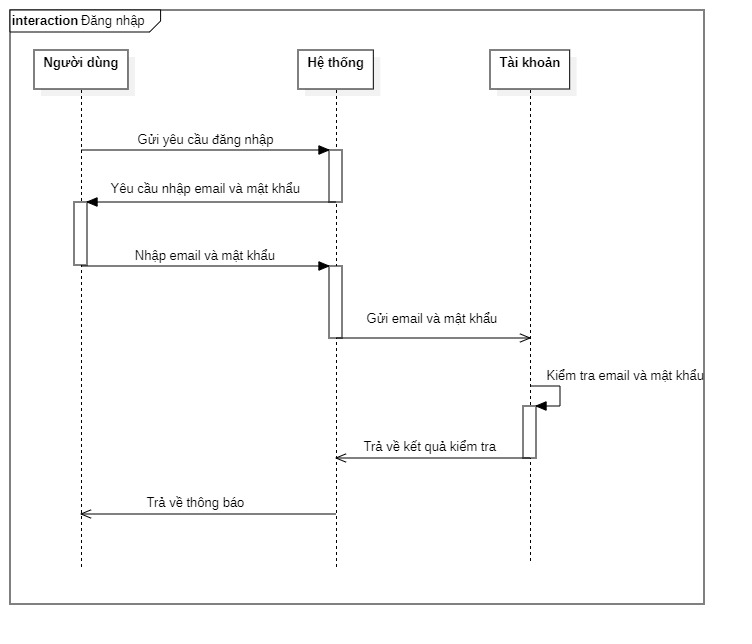 interaction Đăng nhập
Người dùng
Hệ thống
Tài khoản
Gửi yêu cầu đăng nhập
Yêu cầu nhập email và mật khẩu
Nhập email và mật khẩu
Gửi email và mật khẩu
Kiểm tra email và mật khẩu
Trả về kết quả kiểm tra
Trả về thông báo